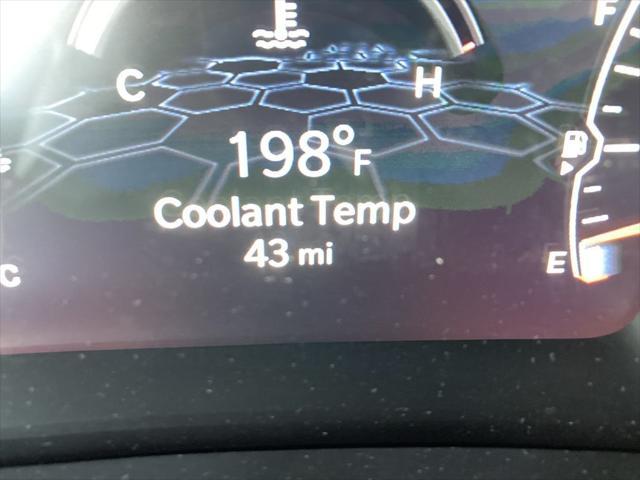 F
C H
198°F
Coolant Temp
43 mi
E
C